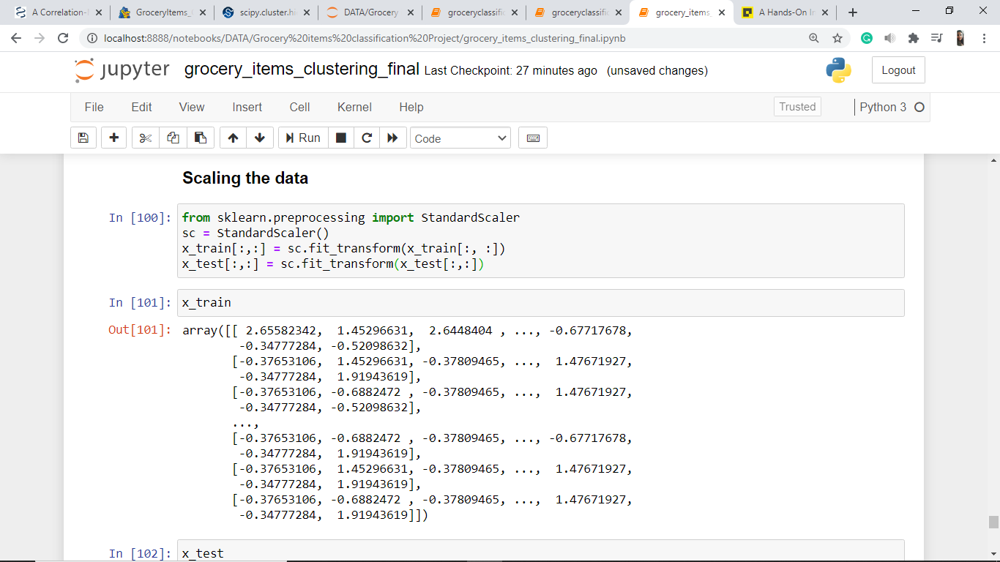 A Correlation-
GroceryItems_
scipy.cluster.hi
DATA/Grocery
groceryclassific
groceryclassific
grocery_items_
A Hands-On In
localhost:8888/notebooks/DATA/Grocery%20items%20classification%20Project/grocery_items_clustering_final.ipynb
jupyter grocery_items_clustering_final Last Checkpoint: 27 minutes ago (unsaved changes)
Logout
File Edit View Insert Cell Kernel Help
Trusted
Python 3
Run
Code
Scaling the data
In [100]: from sklearn.preprocessing import StandardScaler
sc = StandardScaler()
x_train[:,:] = sc.fit_transform(x_train[:, :])
x_test[:,:] = sc.fit_transform(x_test[:,:])
In [101]: x_train
Out[101]: array([[ 2.65582342,  1.45296631,  2.6448404 , ..., -0.67717678,
-0.34777284, -0.52098632],
[-0.37653106,  1.45296631, -0.37809465, ...,  1.47671927,
-0.34777284,  1.91943619],
[-0.37653106, -0.6882472 , -0.37809465, ...,  1.47671927,
-0.34777284, -0.52098632],
...,
[-0.37653106, -0.6882472 , -0.37809465, ..., -0.67717678,
-0.34777284,  1.91943619],
[-0.37653106,  1.45296631, -0.37809465, ...,  1.47671927,
-0.34777284,  1.91943619],
[-0.37653106, -0.6882472 , -0.37809465, ...,  1.47671927,
-0.34777284,  1.91943619]])
In [102]: x_test